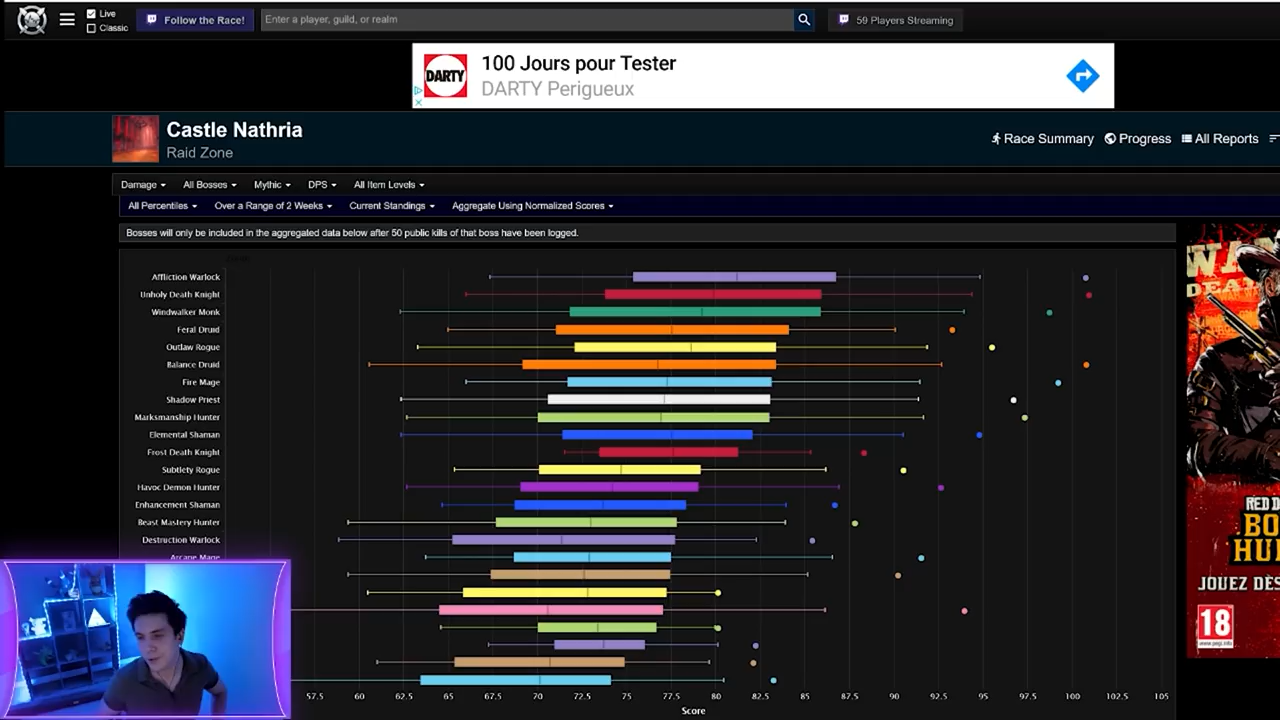 Live
Classic
Follow the Race!
Enter a player, guild, or realm
59 Players Streaming
DARTY
100 Jours pour Tester
DARTY Perigueux
Castle Nathria
Raid Zone
Race Summary
Progress
All Reports
Damage
All Bosses
Mythic
DPS
All Item Levels
All Percentiles
Over a Range of 2 Weeks
Current Standings
Aggregate Using Normalized Scores
Bosses will only be included in the aggregated data below after 50 public kills of that boss have been logged.
Affliction Warlock
Unholy Death Knight
Windwalker Monk
Feral Druid
Outlaw Rogue
Balance Druid
Fire Mage
Shadow Priest
Marksmanship Hunter
Elemental Shaman
Frost Death Knight
Subtlety Rogue
Havoc Demon Hunter
Enhancement Shaman
Beast Mastery Hunter
Destruction Warlock
Arcane Mage
57.5 60 62.5 65 67.5 70 72.5 75 77.5 80 82.5 85 87.5 90 92.5 95 97.5 100 102.5 105
Score
RED D
BO
HUN
JOUEZ DÈS
18